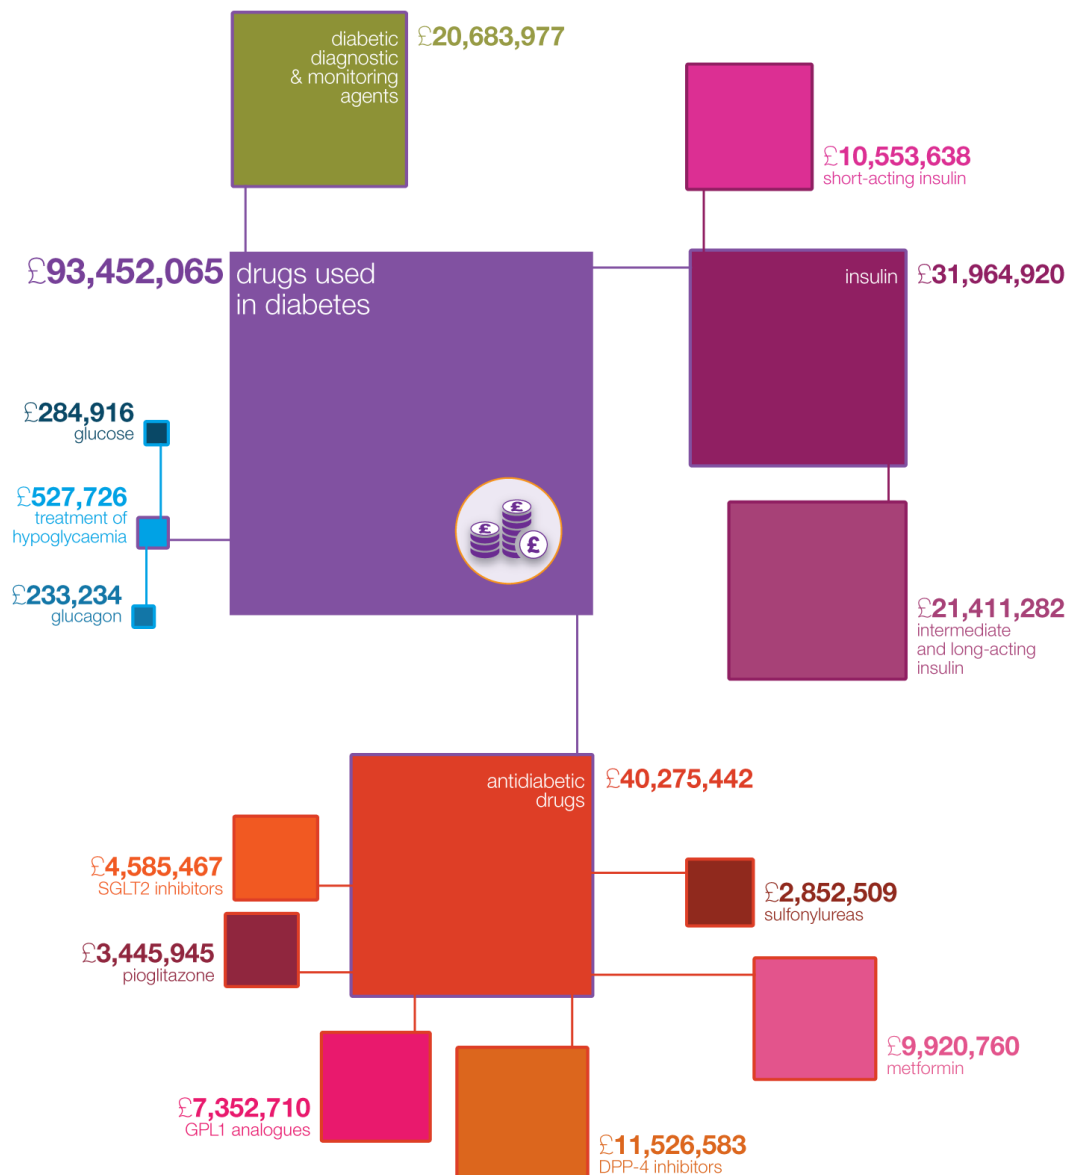 diabetic
diagnostic
& monitoring
agents
£20,683,977
£10,553,638
short-acting insulin
£93,452,065
drugs used
in diabetes
insulin
£31,964,920
£284,916
glucose
£527,726
treatment of
hypoglycaemia
£233,234
glucagon
£
£
£
£21,411,282
intermediate
and long-acting
insulin
antidiabetic
drugs
£40,275,442
£4,585,467
SGLT2 inhibitors
£2,852,509
sulfonylureas
£3,445,945
pioglitazone
£9,920,760
metformin
£7,352,710
GPL1 analogues
£11,526,583
DPP-4 inhibitors